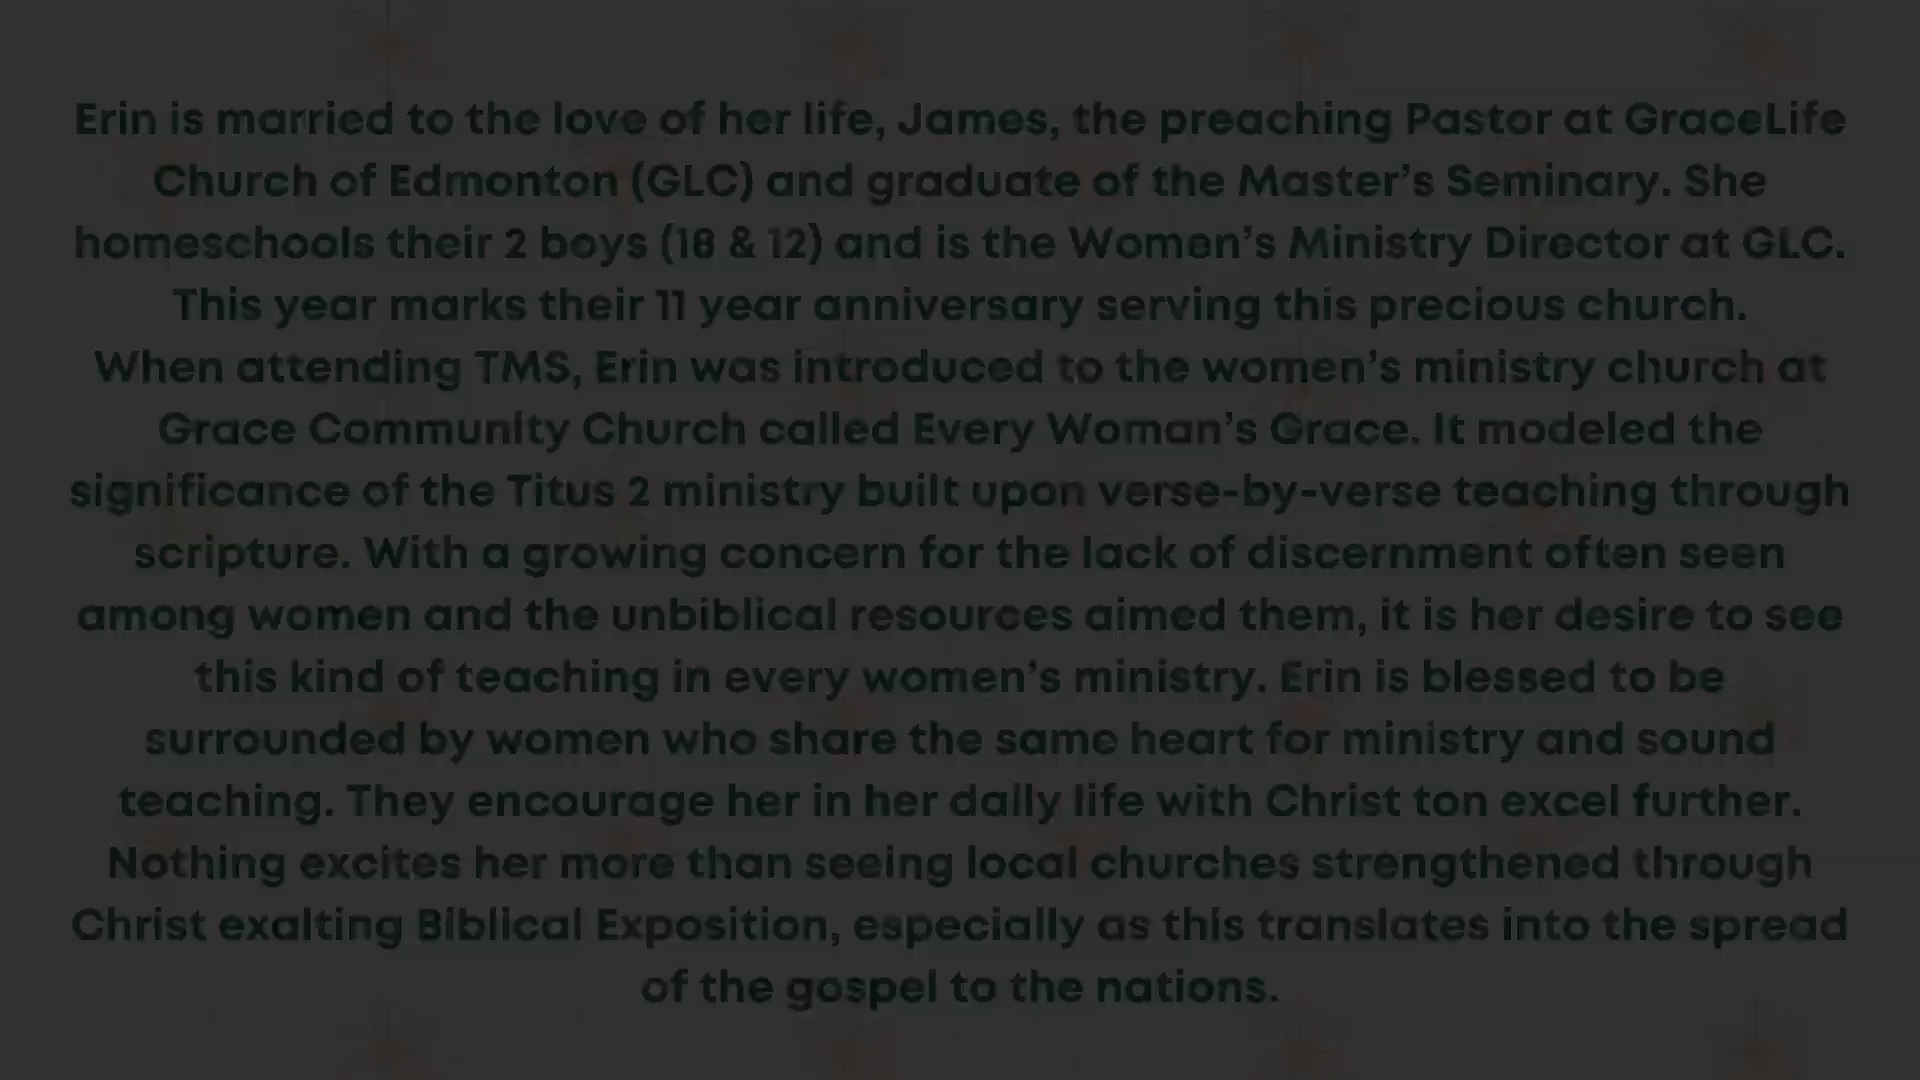 Erin is married to the love of her life, James, the preaching Pastor at GraceLife
Church of Edmonton (GLC) and graduate of the Master’s Seminary. She
homeschools their 2 boys (18 & 12) and is the Women’s Ministry Director at GLC.
This year marks their 11 year anniversary serving this precious church.
When attending TMS, Erin was introduced to the women’s ministry church at
Grace Community Church called Every Woman’s Grace. It modeled the
significance of the Titus 2 ministry built upon verse-by-verse teaching through
scripture. With a growing concern for the lack of discernment often seen
among women and the unbiblical resources aimed them, it is her desire to see
this kind of teaching in every women’s ministry. Erin is blessed to be
surrounded by women who share the same heart for ministry and sound
teaching. They encourage her in her daily life with Christ ton excel further.
Nothing excites her more than seeing local churches strengthened through
Christ exalting Biblical Exposition, especially as this translates into the spread
of the gospel to the nations.